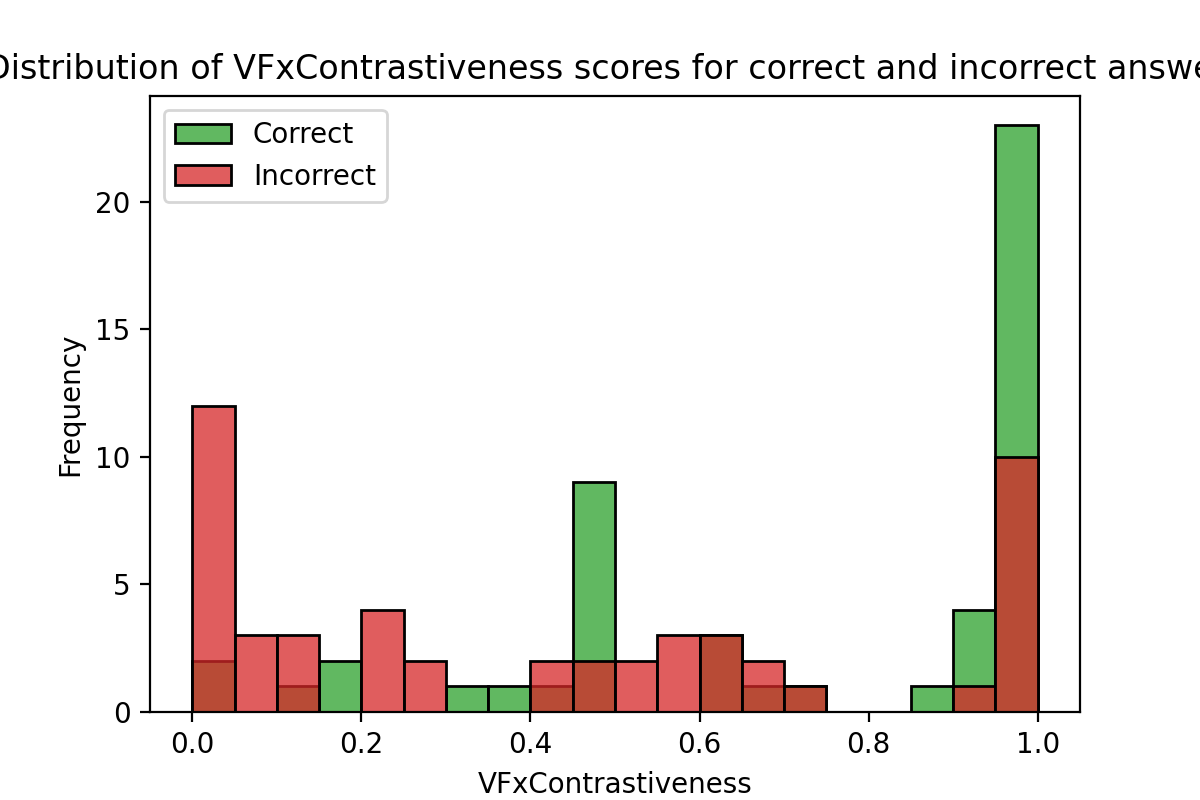 Distribution of VFxContrastiveness scores for correct and incorrect answe
Correct
Incorrect
Frequency
20
15
10
5
0
0.0 0.2 0.4 0.6 0.8 1.0
VFxContrastiveness